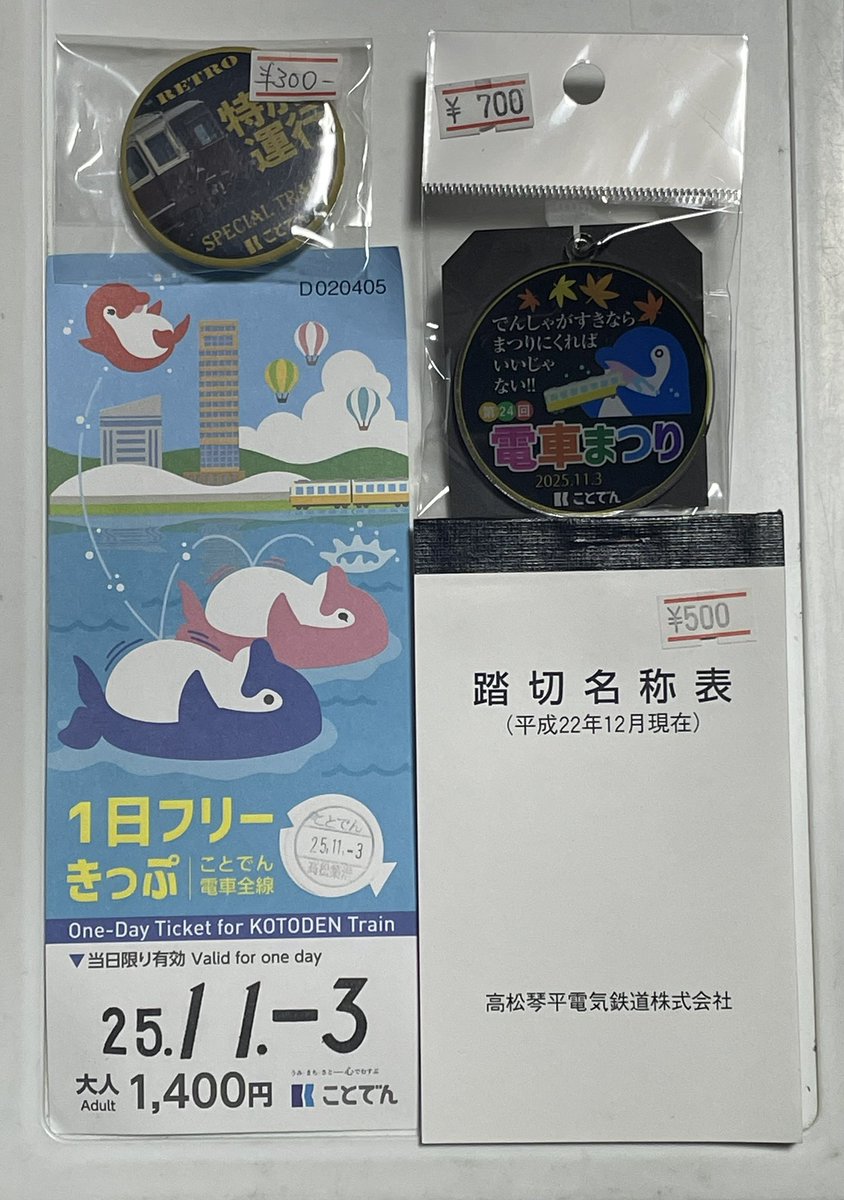 ¥300-
RETRO
運行
SPECIAL TRA
ことでん
¥ 700
でんしゃがすきなら
まつりにくれば
いいじゃ
ない!!
第24回
電車まつり
2025.11.3
ことでん
D020405
1日フリー
きっぷ
ことでん
電車全線
ことでん
25.11.-3
One-Day Ticket for KOTODEN Train
▼当日限り有効 Valid for one day
25.11.-3
大人
Adult
1,400円
ことでん
¥500
踏切名称表
(平成22年12月現在)
高松琴平電気鉄道株式会社